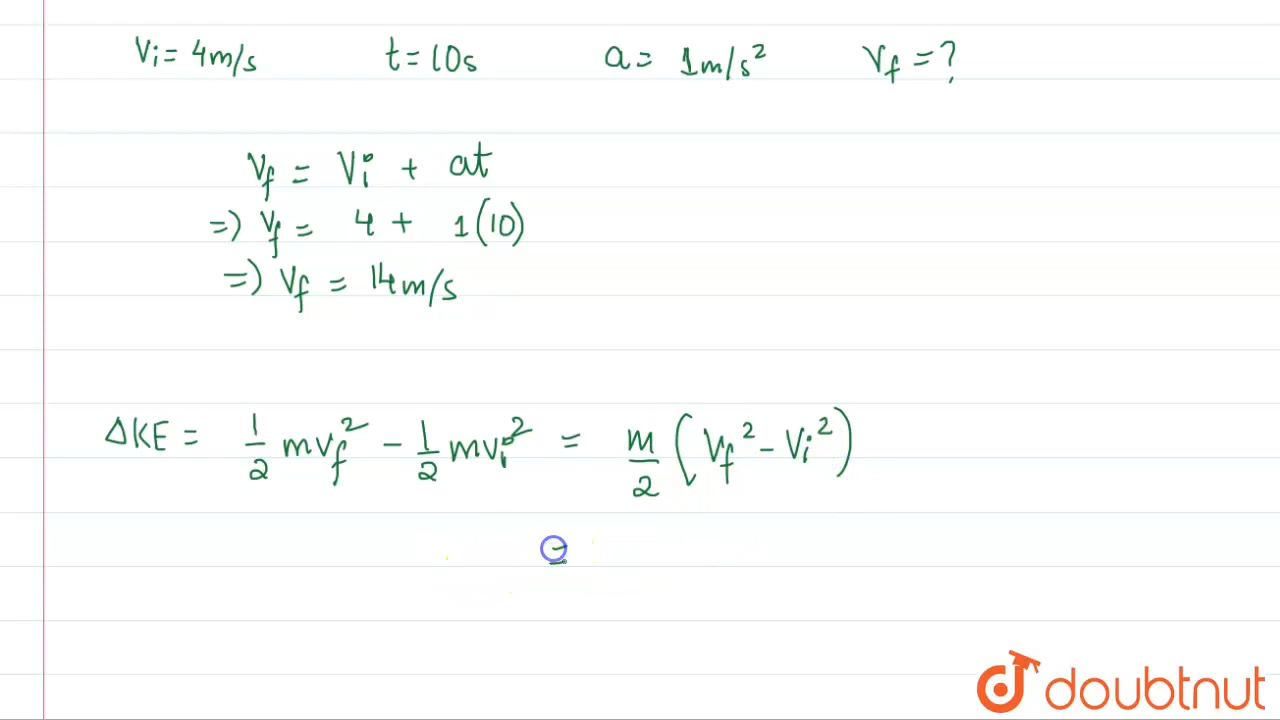 Vi = 4m/s t = 10s a = 1m/s² Vf = ?
Vf = Vi + at
=) Vf = 4 + 1(10)
=) Vf = 14m/s
ΔKE = 1/2 mvf² - 1/2 mvi² = m/2 (Vf² - Vi²)
=
doubtnut